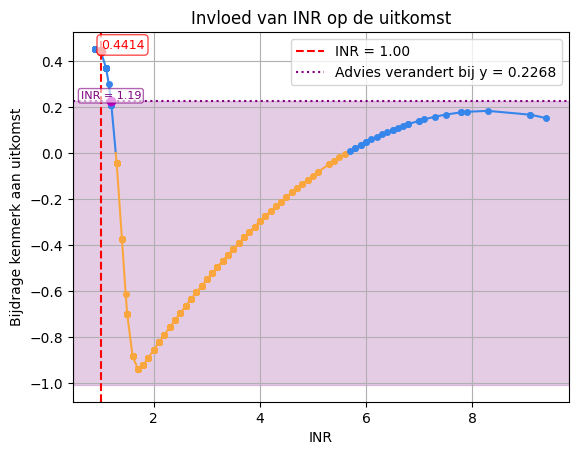 Invloed van INR op de uitkomst
0.4414
INR = 1.00
Advies verandert bij y = 0.2268
INR = 1.19
Bijdrage kenmerk aan uitkomst
0.4
0.2
0.0
−0.2
−0.4
−0.6
−0.8
−1.0
2
4
6
8
INR